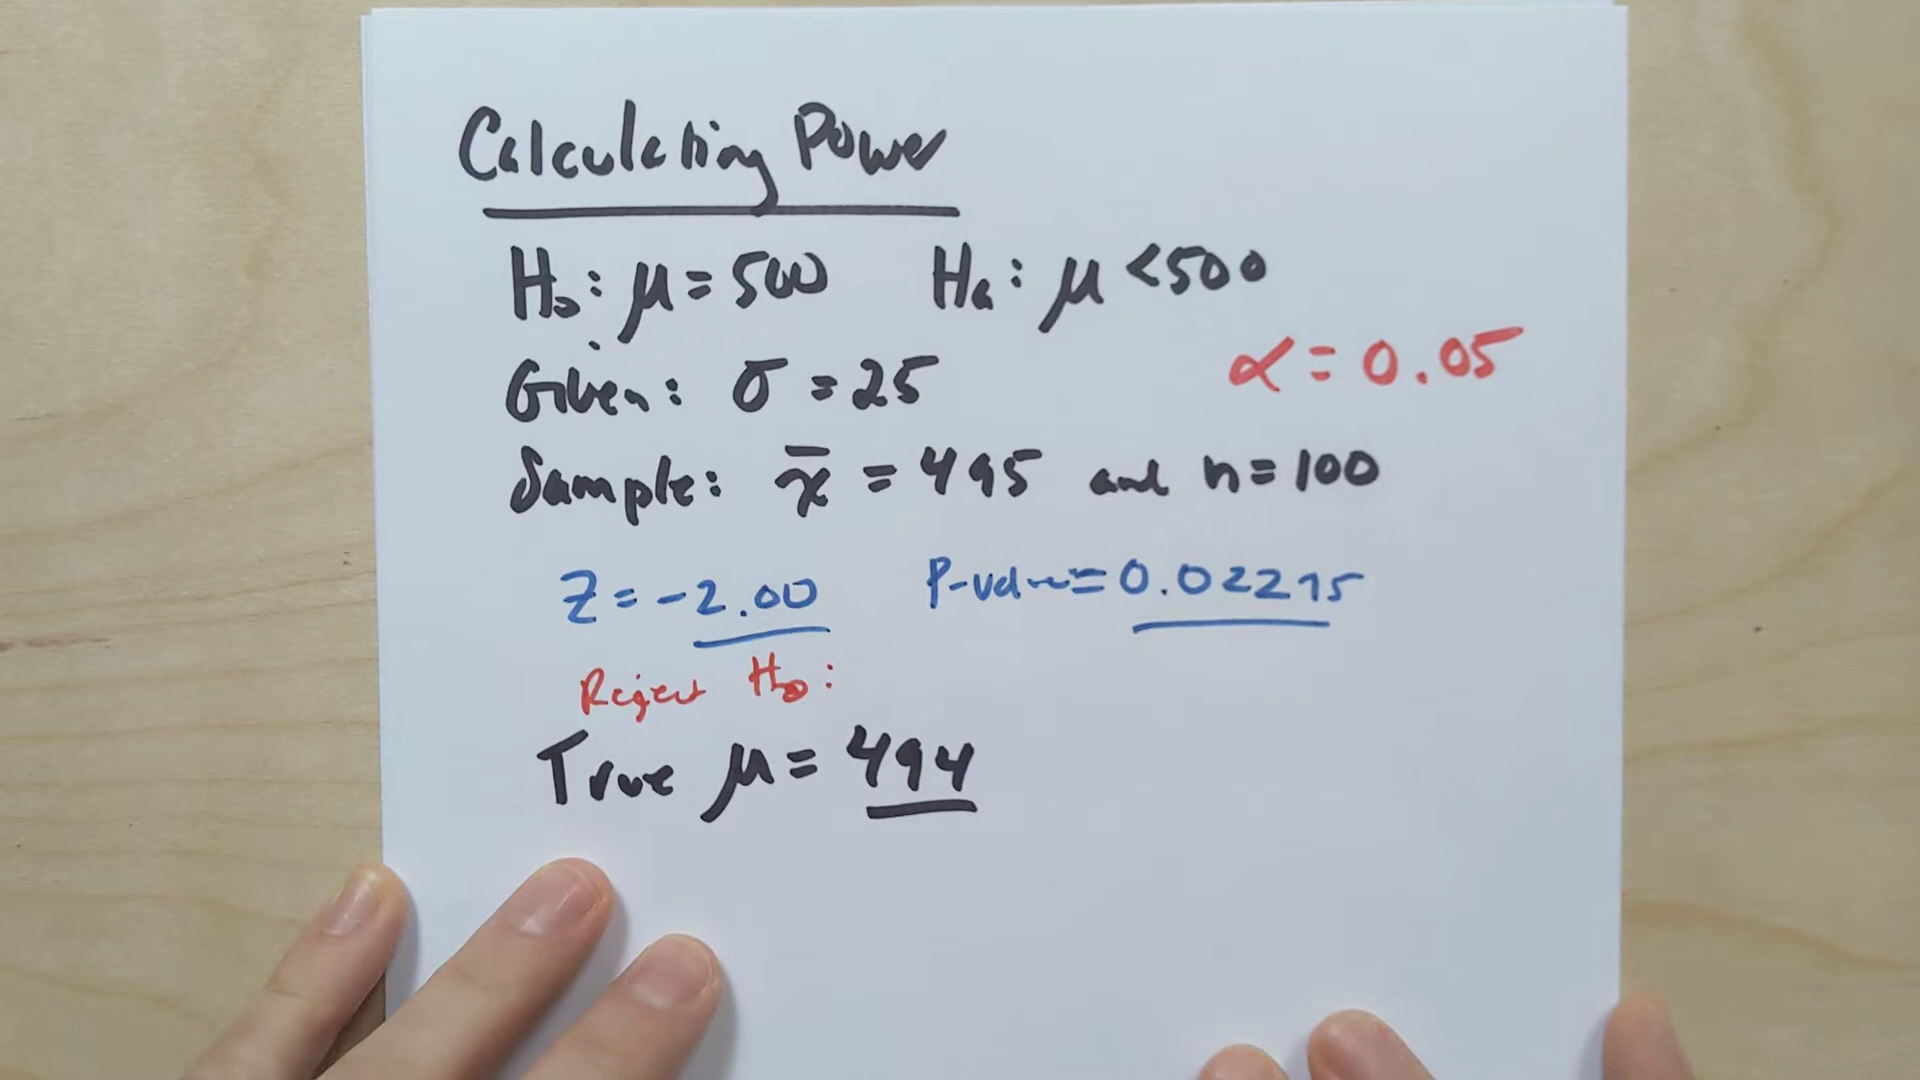 Calculating Power
H₀: μ = 500 Hₐ: μ < 500
Given: σ = 25 α = 0.05
Sample: x̄ = 495 and n = 100
Z = -2.00 P-value = 0.02275
Reject H₀:
True μ = 494